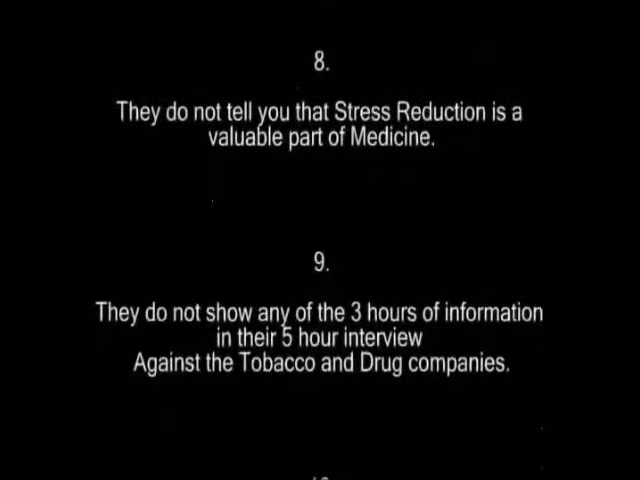 8.
They do not tell you that Stress Reduction is a
valuable part of Medicine.
9.
They do not show any of the 3 hours of information
in their 5 hour interview
Against the Tobacco and Drug companies.